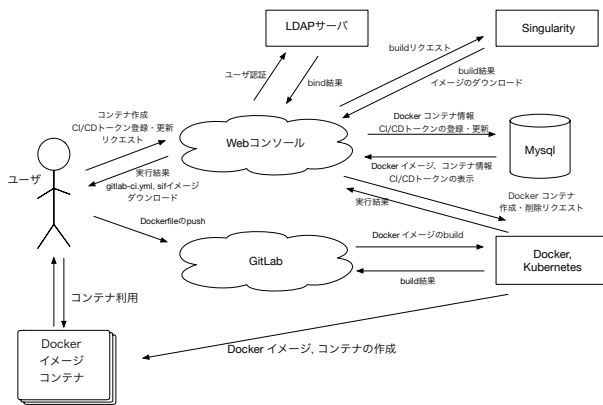 LDAPサーバ
Singularity
buildリクエスト
build結果
イメージのダウンロード
ユーザ認証
bind結果
コンテナ作成
CI/CDトークン登録・更新
リクエスト
Webコンソール
Docker コンテナ情報
CI/CDトークンの登録・更新
Mysql
ユーザ
実行結果
gitlab-ci.yml, sifイメージ
ダウンロード
Docker イメージ、コンテナ情報
CI/CDトークンの表示
実行結果
Docker コンテナ
作成・削除リクエスト
Dockerfileのpush
GitLab
Docker イメージのbuild
build結果
Docker,
Kubernetes
コンテナ利用
Docker
イメージ
コンテナ
Docker イメージ, コンテナの作成